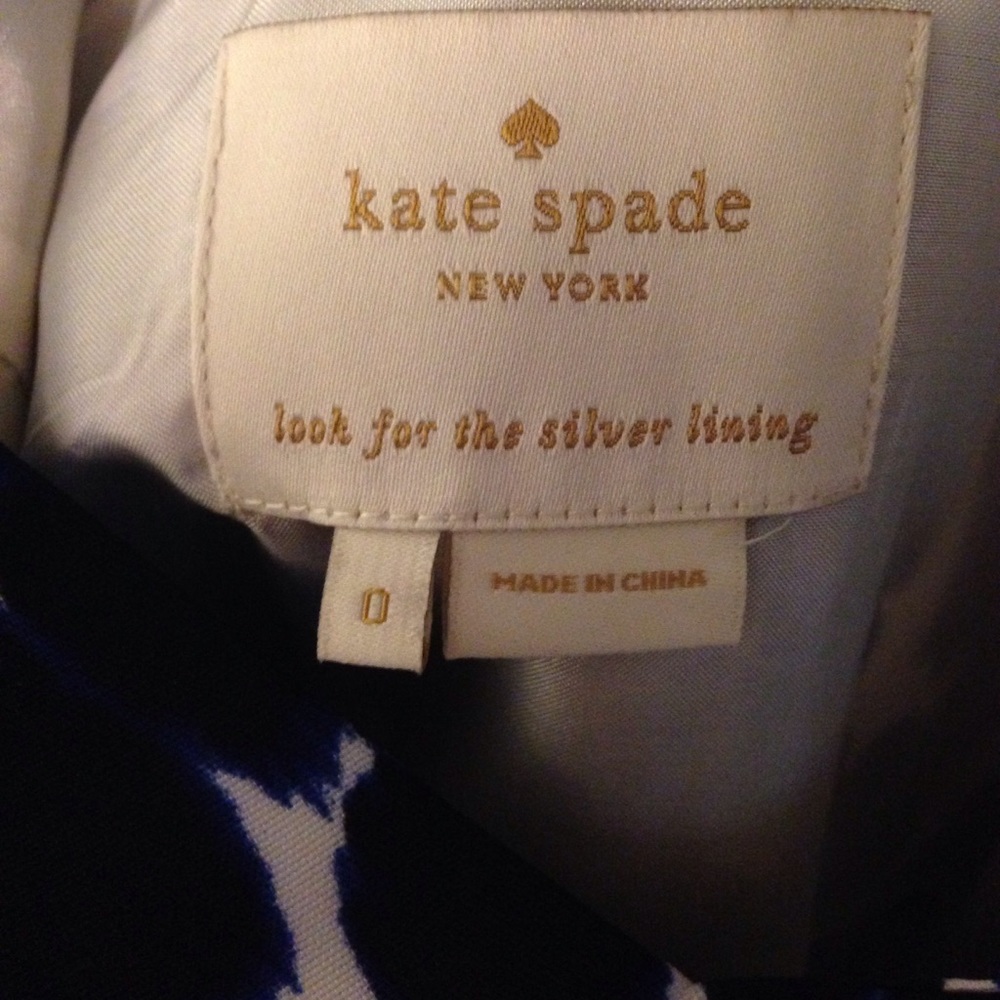 kate spade
NEW YORK
look for the silver lining
0
MADE IN CHINA